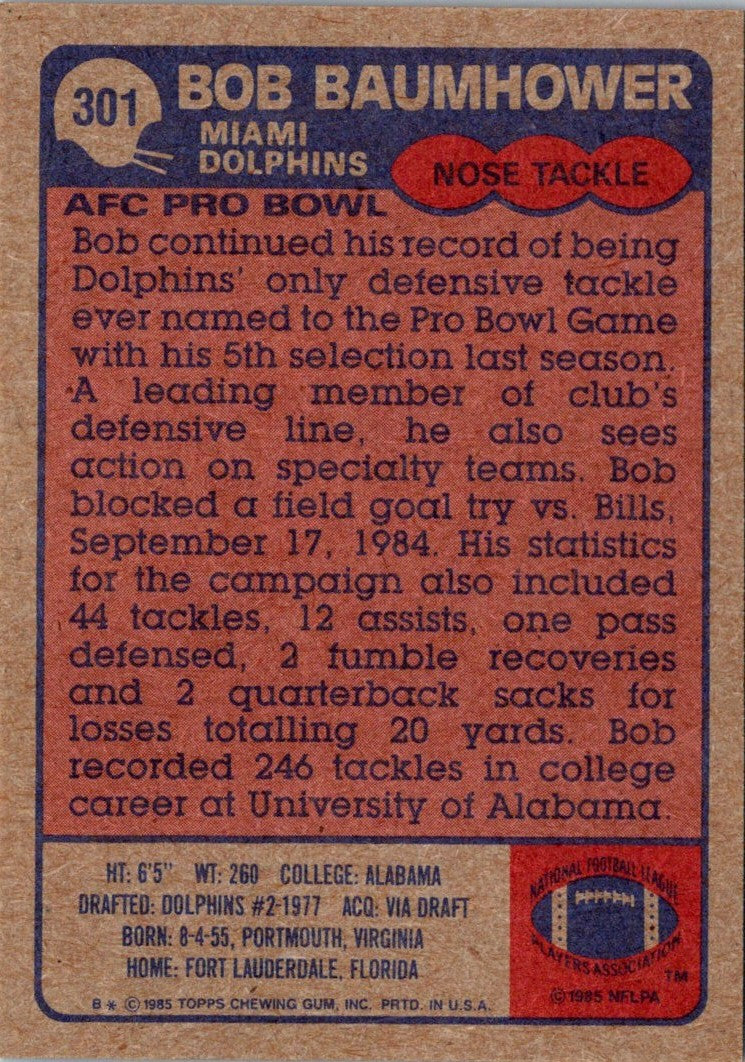 301
BOB BAUMHOWER
MIAMI
DOLPHINS
NOSE TACKLE
AFC PRO BOWL
Bob continued his record of being
Dolphins' only defensive tackle
ever named to the Pro Bowl Game
with his 5th selection last season.
A leading member of club's
defensive line, he also sees
action on specialty teams. Bob
blocked a field goal try vs. Bills,
September 17, 1984. His statistics
for the campaign also included
44 tackles, 12 assists, one pass
defensed, 2 fumble recoveries
and 2 quarterback sacks for
losses totalling 20 yards. Bob
recorded 246 tackles in college
career at University of Alabama.
HT: 6'5" WT: 260 COLLEGE: ALABAMA
DRAFTED: DOLPHINS #2-1977 ACQ: VIA DRAFT
BORN: 8-4-55, PORTMOUTH, VIRGINIA
HOME: FORT LAUDERDALE, FLORIDA
B * © 1985 TOPPS CHEWING GUM, INC. PRTD. IN U.S.A.
NATIONAL FOOTBALL LEAGUE
PLAYERS ASSOCIATION
TM
© 1985 NFLPA